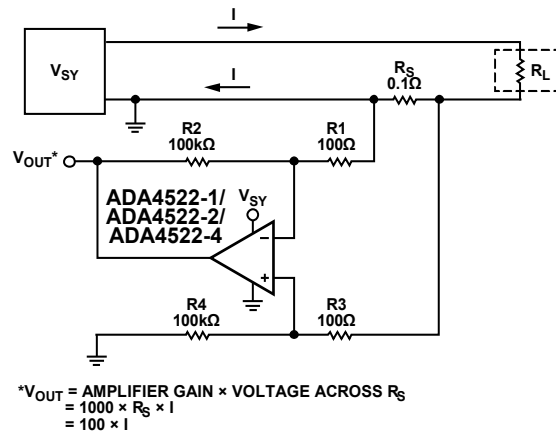 I
V_SY
I
R_S
0.1Ω
R_L
R2
100kΩ
R1
100Ω
V_OUT*
ADA4522-1/
ADA4522-2/
ADA4522-4
V_SY
−
+
R4
100kΩ
R3
100Ω
*V_OUT = AMPLIFIER GAIN × VOLTAGE ACROSS R_S
= 1000 × R_S × I
= 100 × I